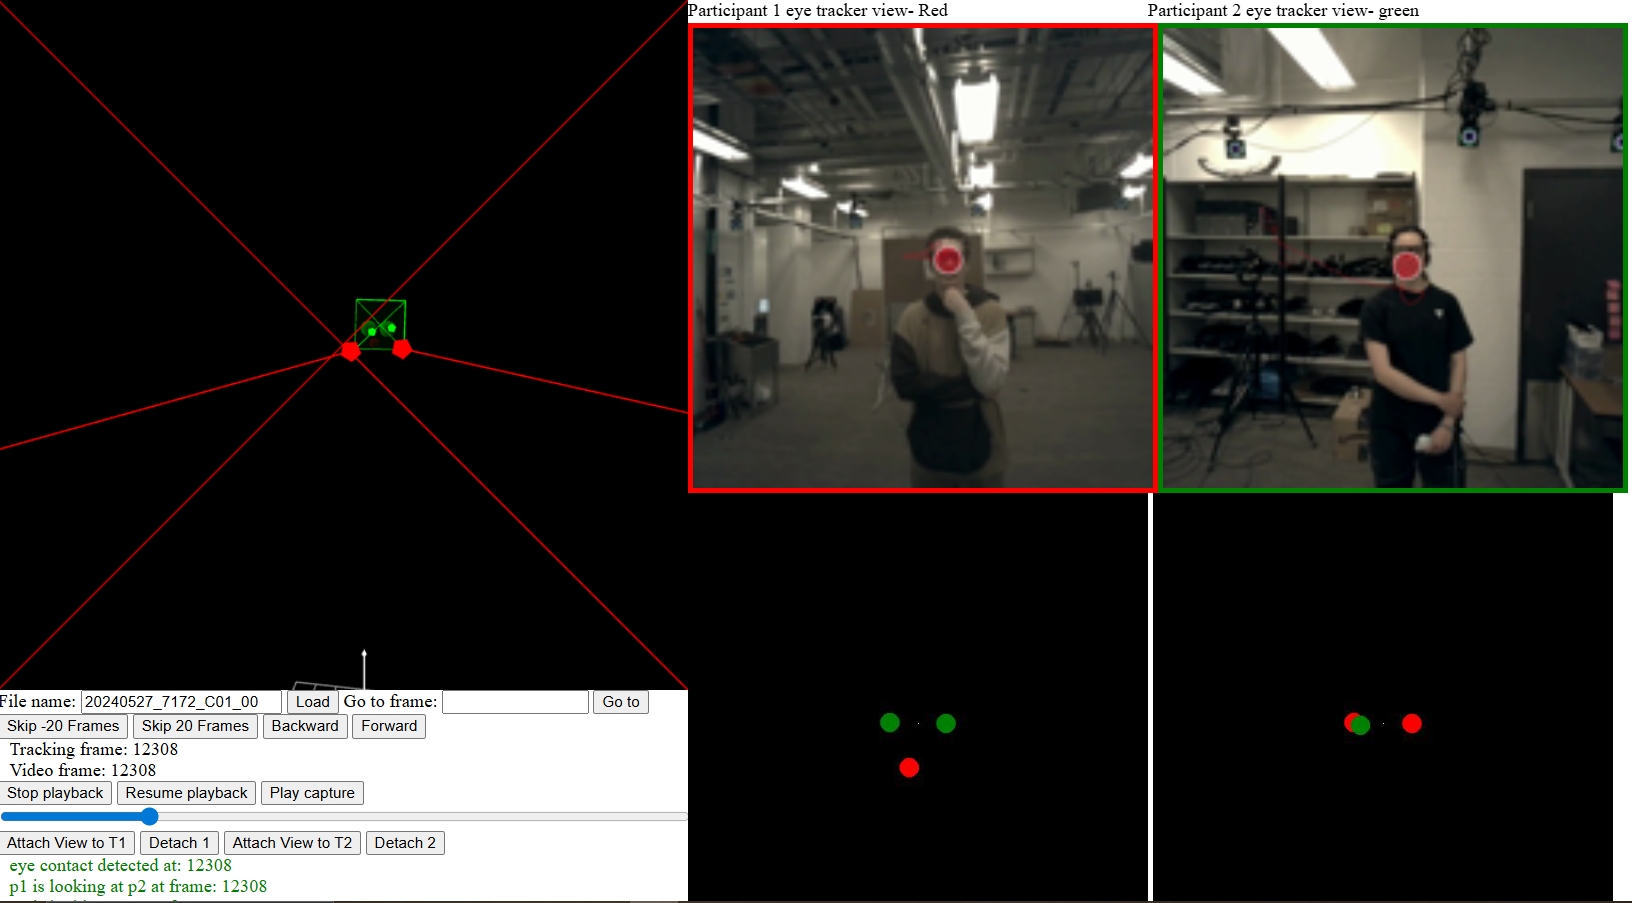 Participant 1 eye tracker view- Red
Participant 2 eye tracker view- green
File name: 20240527_7172_C01_00 Load Go to frame: Go to
Skip -20 Frames Skip 20 Frames Backward Forward
Tracking frame: 12308
Video frame: 12308
Stop playback Resume playback Play capture
Attach View to T1 Detach 1 Attach View to T2 Detach 2
eye contact detected at: 12308
p1 is looking at p2 at frame: 12308